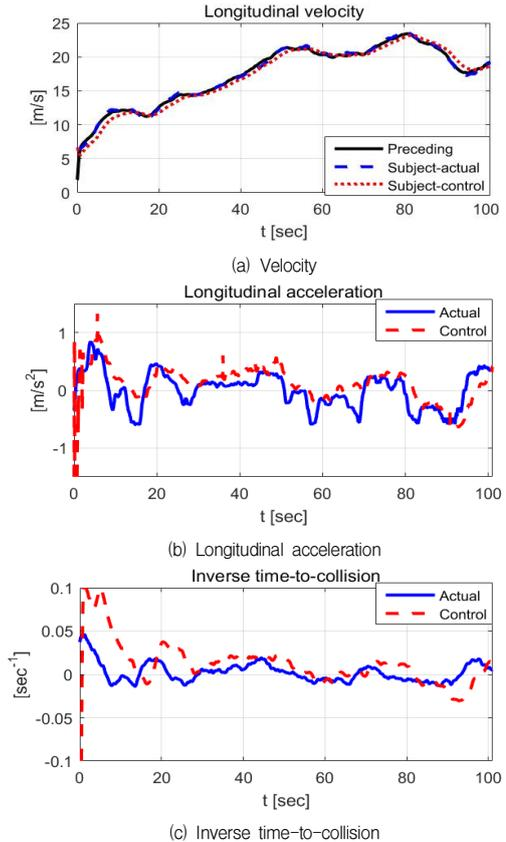 Longitudinal velocity
25
20
15
10
5
0
[m/s]
Preceding
Subject-actual
Subject-control
0 20 40 60 80 100
t [sec]
(a) Velocity
Longitudinal acceleration
1
0
-1
[m/s²]
Actual
Control
0 20 40 60 80 100
t [sec]
(b) Longitudinal acceleration
Inverse time-to-collision
0.1
0.05
0
-0.05
-0.1
[sec⁻¹]
Actual
Control
0 20 40 60 80 100
t [sec]
(c) Inverse time-to-collision